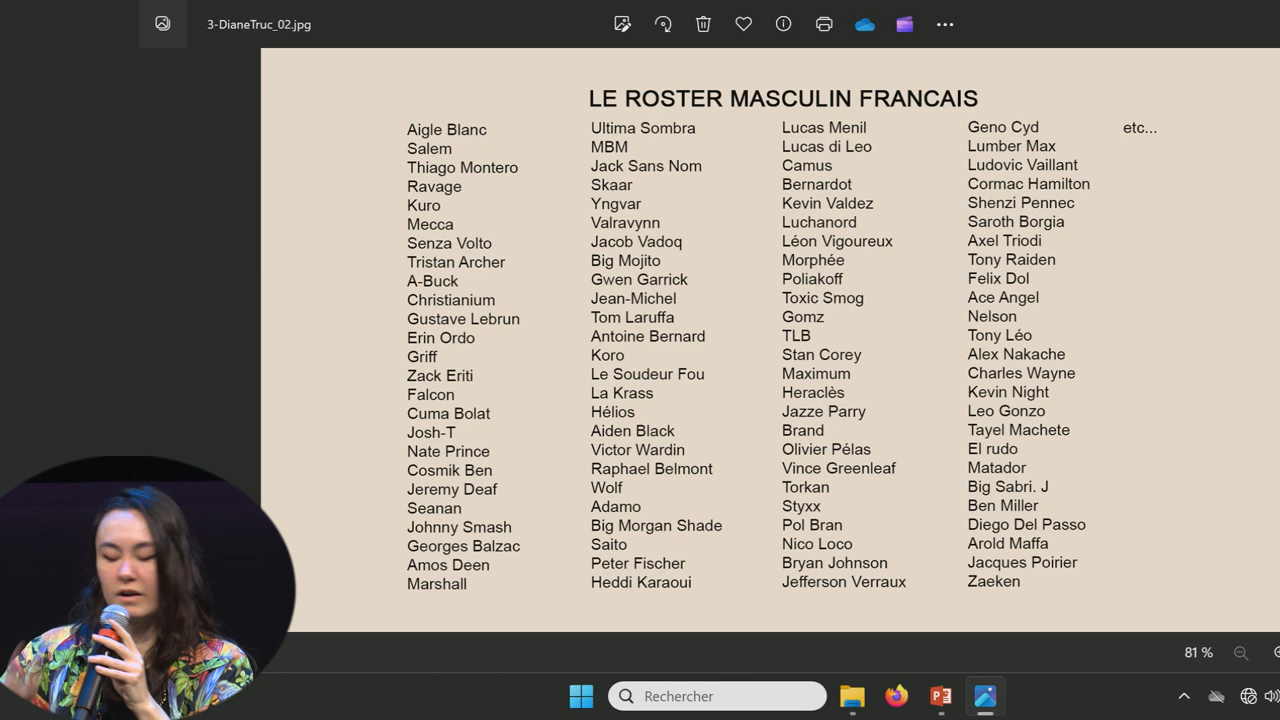 3-DianeTruc_02.jpg
LE ROSTER MASCULIN FRANCAIS
Aigle Blanc
Salem
Thiago Montero
Ravage
Kuro
Mecca
Senza Volto
Tristan Archer
A-Buck
Christianium
Gustave Lebrun
Erin Ordo
Griff
Zack Eriti
Falcon
Cuma Bolat
Josh-T
Nate Prince
Cosmik Ben
Jeremy Deaf
Seanan
Johnny Smash
Georges Balzac
Amos Deen
Marshall
Ultima Sombra
MBM
Jack Sans Nom
Skaar
Yngvar
Valravynn
Jacob Vadoq
Big Mojito
Gwen Garrick
Jean-Michel
Tom Laruffa
Antoine Bernard
Koro
Le Soudeur Fou
La Krass
Hélios
Aiden Black
Victor Wardin
Raphael Belmont
Wolf
Adamo
Big Morgan Shade
Saito
Peter Fischer
Heddi Karaoui
Lucas Menil
Lucas di Leo
Camus
Bernardot
Kevin Valdez
Luchanord
Léon Vigoureux
Morphée
Poliakoff
Toxic Smog
Gomz
TLB
Stan Corey
Maximum
Heraclès
Jazze Parry
Brand
Olivier Pélas
Vince Greenleaf
Torkan
Styxx
Pol Bran
Nico Loco
Bryan Johnson
Jefferson Verraux
Geno Cyd
Lumber Max
Ludovic Vaillant
Cormac Hamilton
Shenzi Pennec
Saroth Borgia
Axel Triodi
Tony Raiden
Felix Dol
Ace Angel
Nelson
Tony Léo
Alex Nakache
Charles Wayne
Kevin Night
Leo Gonzo
Tayel Machete
El rudo
Matador
Big Sabri. J
Ben Miller
Diego Del Passo
Arold Maffa
Jacques Poirier
Zaeken
etc...
81 %
Rechercher